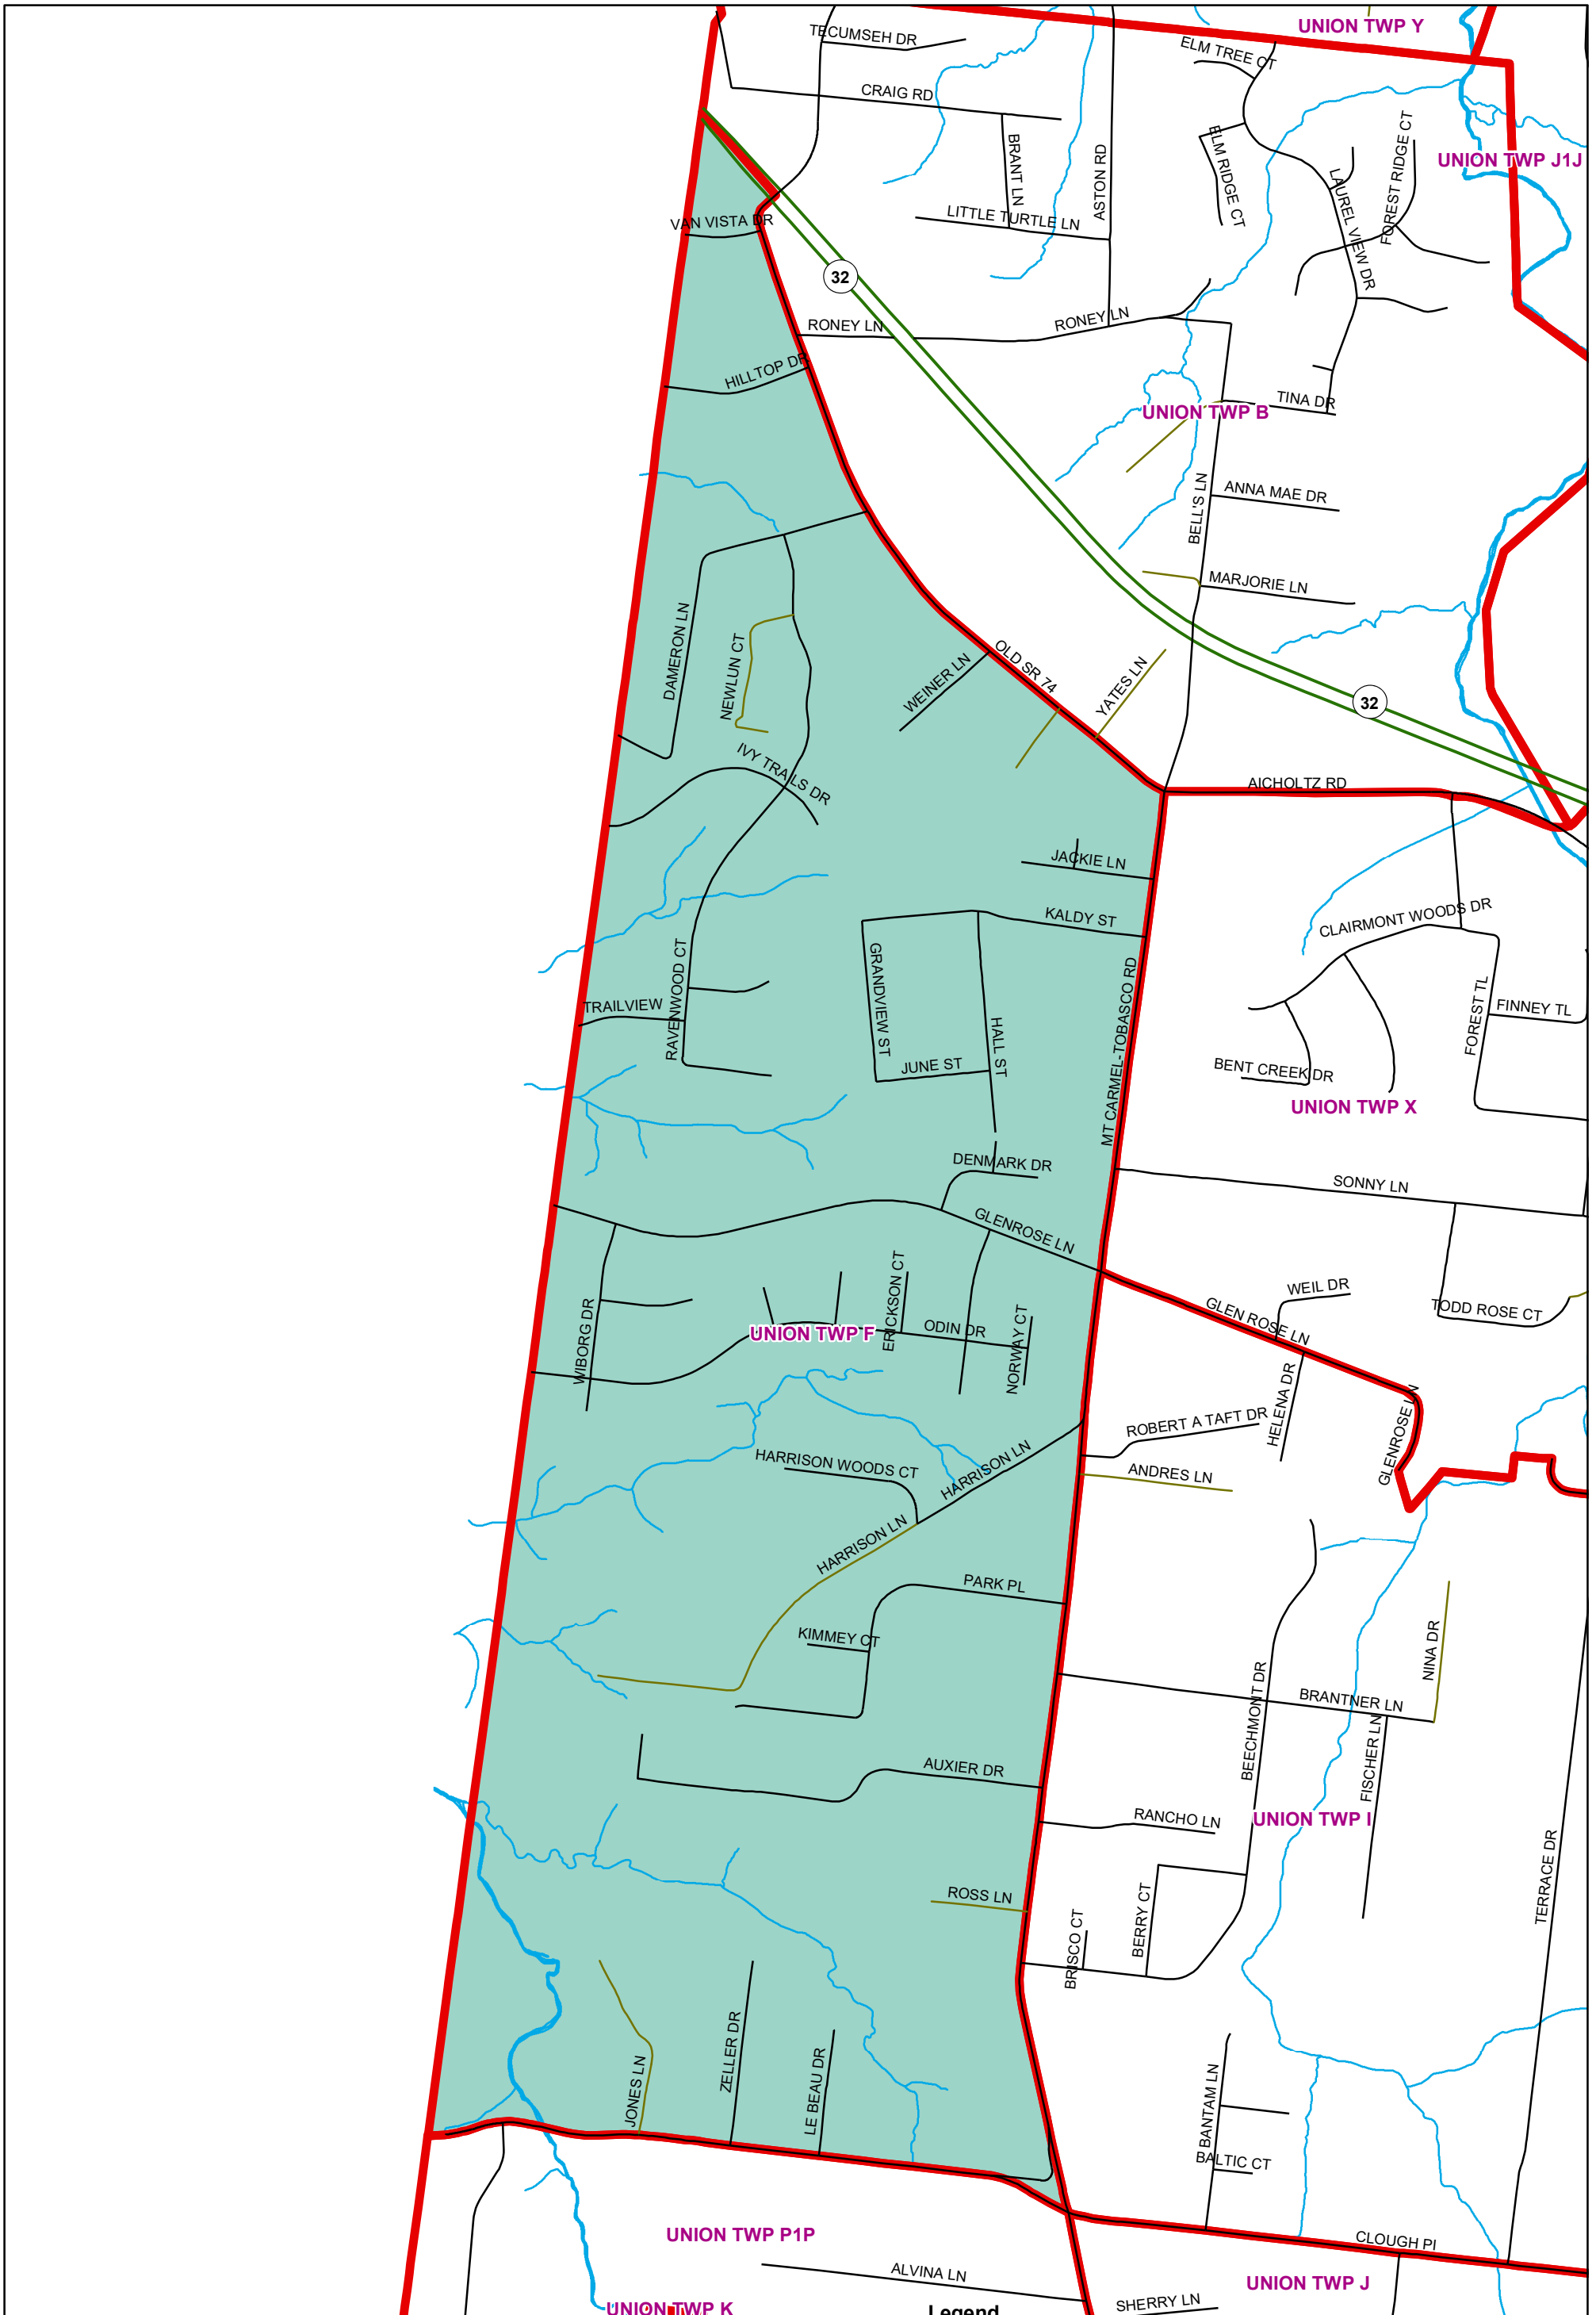 UNION TWP Y
TECUMSEH DR
ELM TREE CT
CRAIG RD
BRANT LN
ASTON RD
ELM RIDGE CT
LAUREL VIEW DR
FOREST RIDGE CT
UNION TWP J1J
VAN VISTA DR
LITTLE TURTLE LN
32
RONEY LN
RONEY LN
HILLTOP DR
TINA DR
UNION TWP B
BELL'S LN
ANNA MAE DR
MARJORIE LN
DAMERON LN
NEWLUN CT
WEINER LN
OLD SR 74
YATES LN
32
IVY TRAILS DR
AICHOLTZ RD
JACKIE LN
KALDY ST
CLAIRMONT WOODS DR
GRANDVIEW ST
RAVENWOOD CT
TRAILVIEW
HALL ST
JUNE ST
MT CARMEL-TOBASCO RD
FOREST TL
FINNEY TL
BENT CREEK DR
UNION TWP X
DENMARK DR
SONNY LN
GLENROSE LN
WEIL DR
TODD ROSE CT
GLEN ROSE LN
WIBORG DR
UNION TWP F
ERICKSON CT
ODIN DR
NORWAY CT
HELENA DR
GLENROSE LN
ROBERT A TAFT DR
ANDRES LN
HARRISON WOODS CT
HARRISON LN
HARRISON LN
PARK PL
KIMMEY CT
NINA DR
BEECHMONT DR
BRANTNER LN
FISCHER LN
AUXIER DR
RANCHO LN
UNION TWP I
TERRACE DR
ROSS LN
BRISCO CT
BERRY CT
JONES LN
ZELLER DR
LE BEAU DR
BANTAM LN
BALTIC CT
UNION TWP P1P
CLOUGH PI
ALVINA LN
UNION TWP J
SHERRY LN
UNION TWP K
Legend